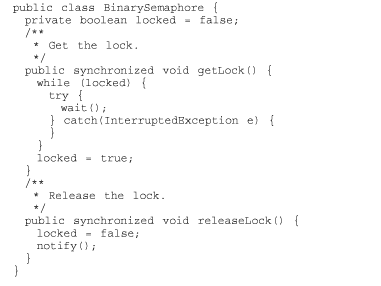 public class BinarySemaphore {
  private boolean locked = false;
  /**
   * Get the lock.
   */
  public synchronized void getLock() {
    while (locked) {
      try {
        wait();
      } catch(InterruptedException e) {
      }
    }
    locked = true;
  }
  /**
   * Release the lock.
   */
  public synchronized void releaseLock() {
    locked = false;
    notify();
  }
}